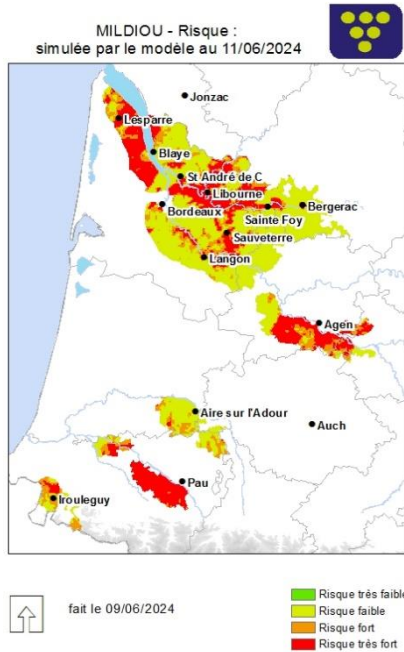 MILDIOU - Risque :
simulée par le modèle au 11/06/2024
Jonzac
Lesparre
Blaye
St André de C
Libourne
Bordeaux
Sainte Foy
Bergerac
Sauveterre
Langon
Agen
Aire sur l'Adour
Auch
Pau
Irouleguy
fait le 09/06/2024
Risque très faible
Risque faible
Risque fort
Risque très fort